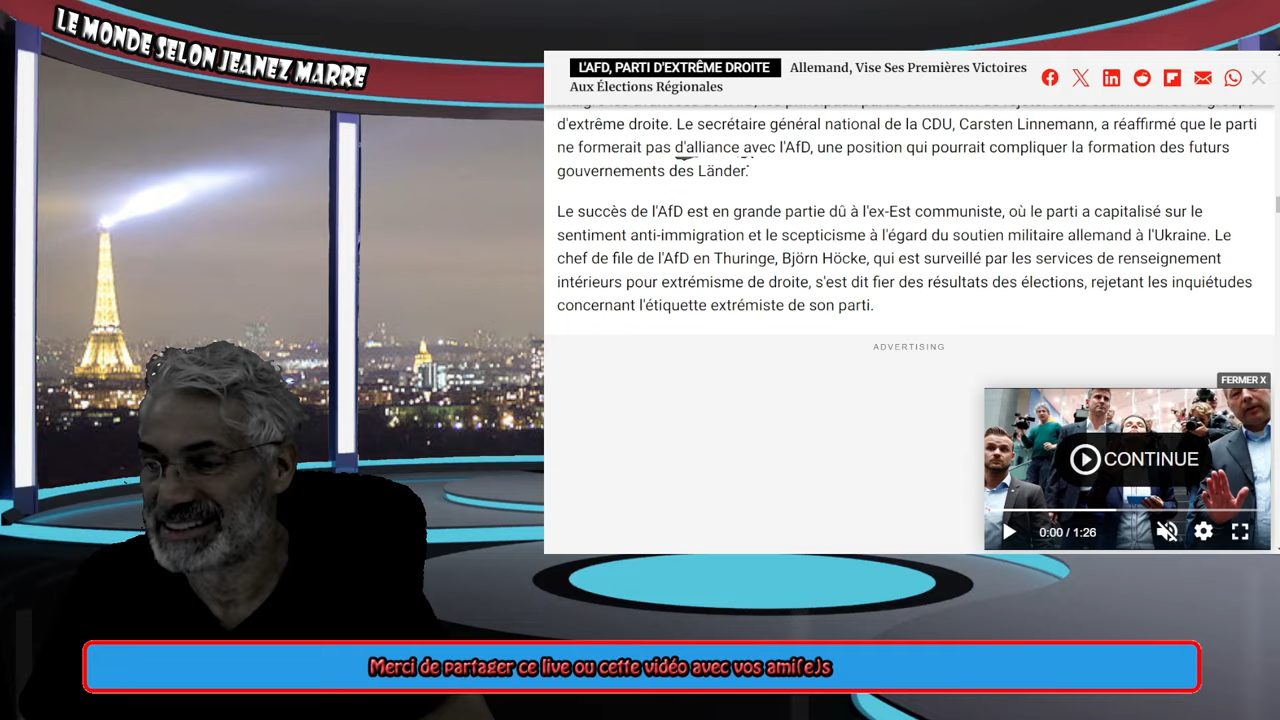 LE MONDE SELON JEANEZ MARRE
L'AFD, PARTI D'EXTRÊME DROITE Allemand, Vise Ses Premières Victoires
Aux Élections Régionales
d'extrême droite. Le secrétaire général national de la CDU, Carsten Linnemann, a réaffirmé que le parti
ne formerait pas d'alliance avec l'AfD, une position qui pourrait compliquer la formation des futurs
gouvernements des Länder.
Le succès de l'AfD est en grande partie dû à l'ex-Est communiste, où le parti a capitalisé sur le
sentiment anti-immigration et le scepticisme à l'égard du soutien militaire allemand à l'Ukraine. Le
chef de file de l'AfD en Thuringe, Björn Höcke, qui est surveillé par les services de renseignement
intérieurs pour extrémisme de droite, s'est dit fier des résultats des élections, rejetant les inquiétudes
concernant l'étiquette extrémiste de son parti.
ADVERTISING
FERMER X
CONTINUE
0:00 / 1:26
Merci de partager ce live ou cette vidéo avec vos ami(e)s